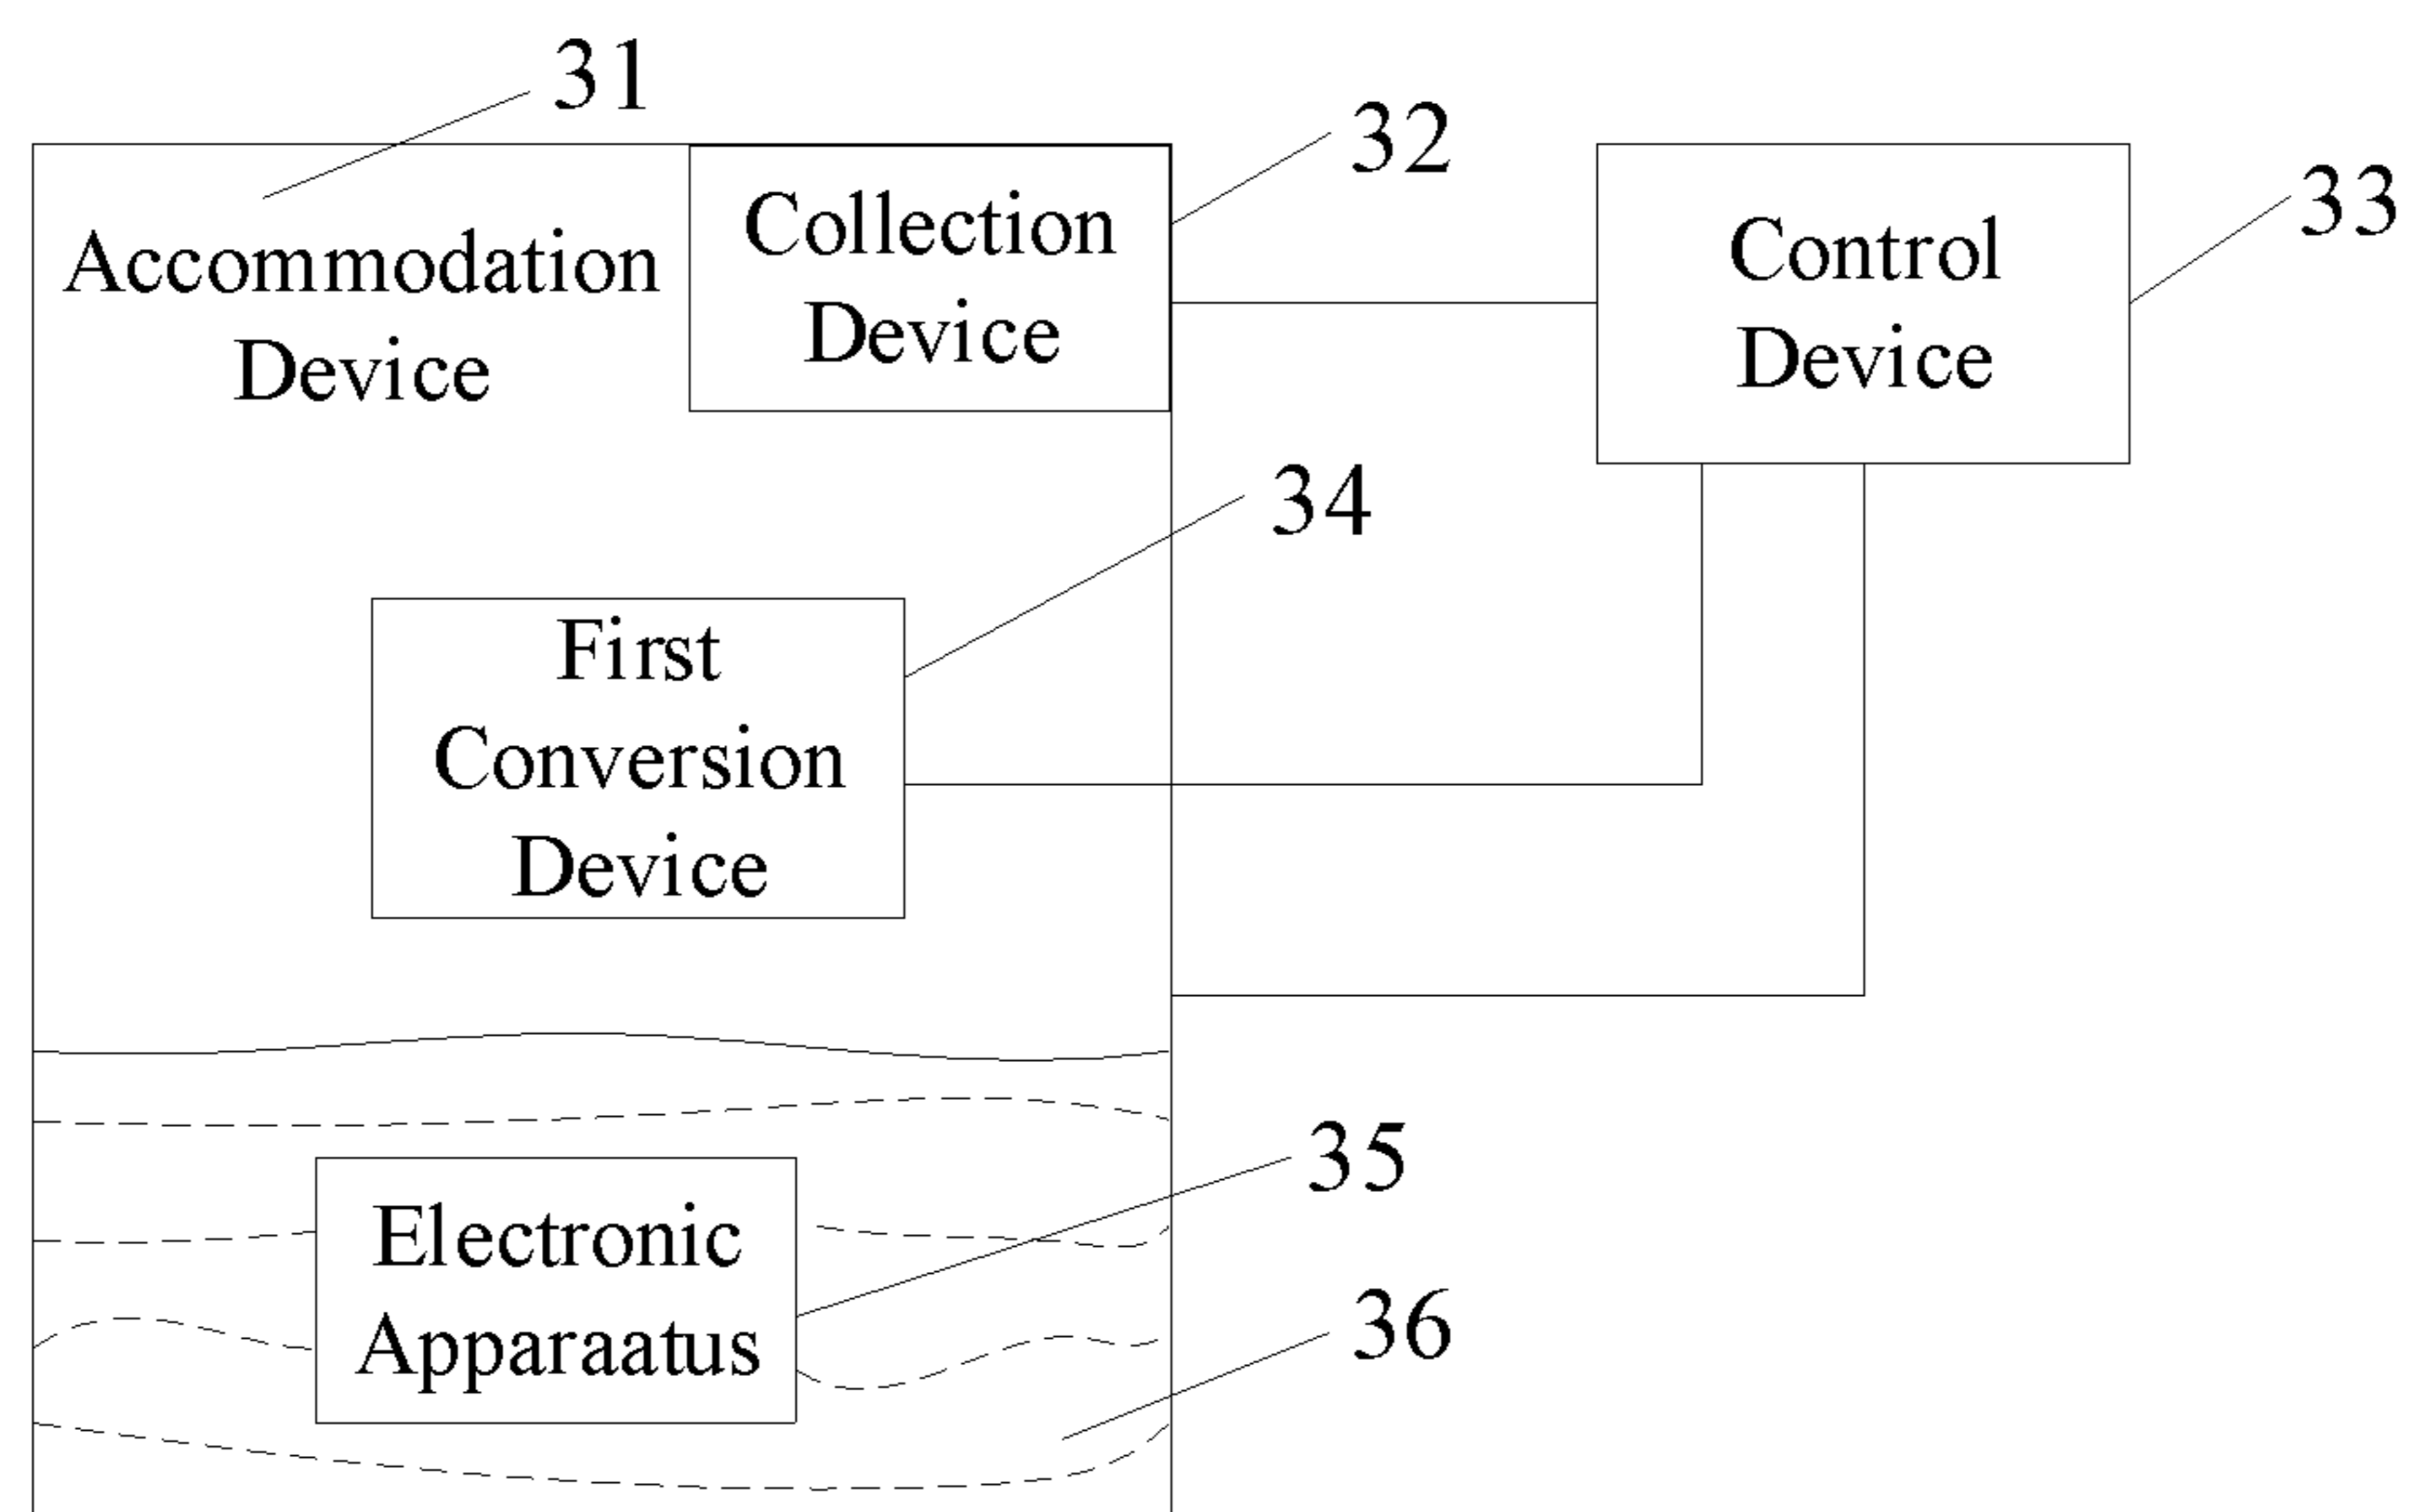 31
32
33
Accommodation
Device
Collection
Device
Control
Device
34
First
Conversion
Device
35
Electronic
Apparaatus
36